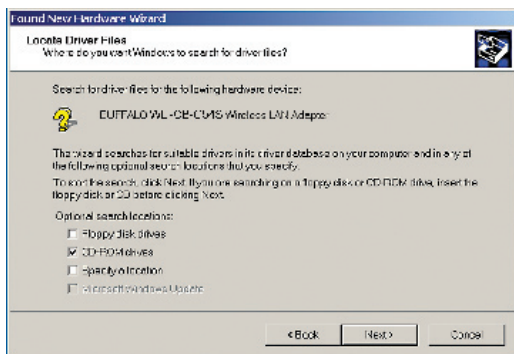 Found New Hardware Wizard
Locate Driver Files
Where do you want Windows to search for driver files?
Search for driver files for the following hardware device:
BUFFALO Wireless LAN Adapter
The wizard searches for suitable drivers in its driver database on your computer and in any of
the following optional search locations that you specify.
To start the search, click Next. If you are searching on a floppy disk or CD-ROM drive, insert the
floppy disk or CD before clicking Next.
Optional search locations:
Floppy disk drives
CD-ROM drives
Specify a location
Microsoft Windows Update
< Back
Next >
Cancel